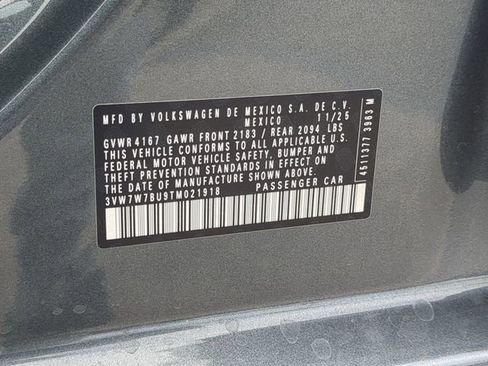 MFD BY VOLKSWAGEN DE MEXICO S.A. DE C.V.
MEXICO 11/25
GVWR 4167 GAWR FRONT 2183 / REAR 2094 LBS
THIS VEHICLE CONFORMS TO ALL APPLICABLE
FEDERAL MOTOR VEHICLE SAFETY, BUMPER AND
THEFT PREVENTION STANDARDS IN EFFECT ON
THE DATE OF MANUFACTURE SHOWN ABOVE.
3VW7W7BU9TM021918 PASSENGER CAR
4511377 3963 M